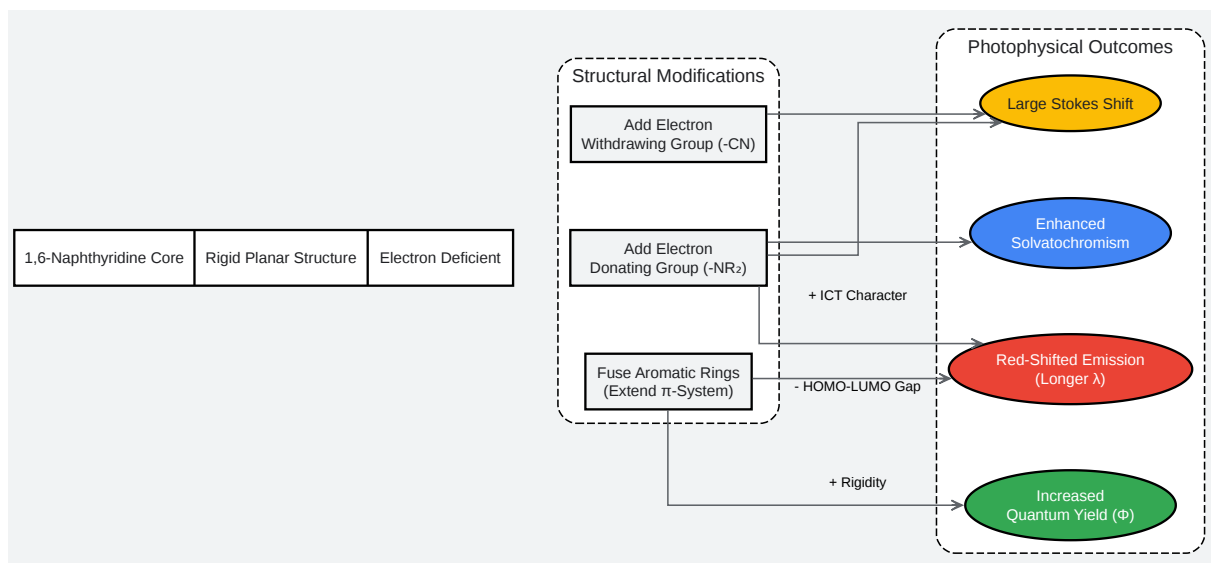 1,6-Naphthyridine Core
Rigid Planar Structure
Electron Deficient
Structural Modifications
Add Electron
Withdrawing Group (-CN)
Add Electron
Donating Group (-NR₂)
Fuse Aromatic Rings
(Extend π-System)
+ ICT Character
- HOMO-LUMO Gap
+ Rigidity
Photophysical Outcomes
Large Stokes Shift
Enhanced
Solvatochromism
Red-Shifted Emission
(Longer λ)
Increased
Quantum Yield (Φ)